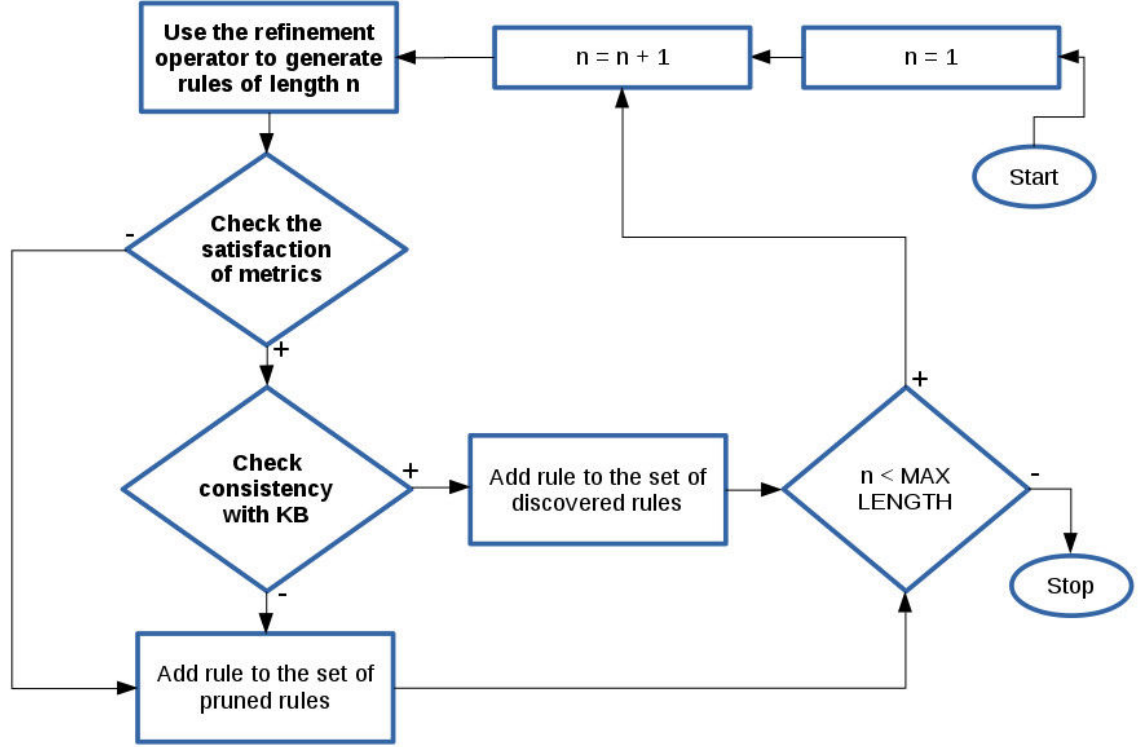 Use the refinement
operator to generate
rules of length n
n = n + 1
n = 1
Start
Check the
satisfaction
of metrics
-
+
Check
consistency
with KB
+
-
Add rule to the set of
discovered rules
n < MAX
LENGTH
+
-
Stop
Add rule to the set of
pruned rules